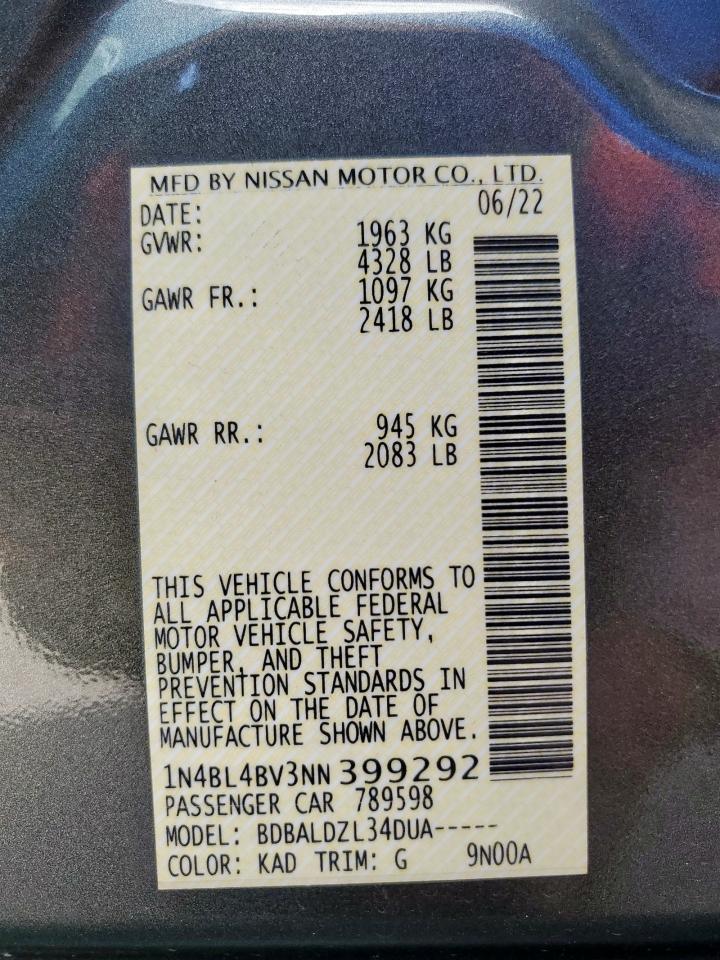 MFD BY NISSAN MOTOR CO., LTD.
DATE: 06/22
GVWR: 1963 KG
4328 LB
GAWR FR.: 1097 KG
2418 LB
GAWR RR.: 945 KG
2083 LB
THIS VEHICLE CONFORMS TO
ALL APPLICABLE FEDERAL
MOTOR VEHICLE SAFETY,
BUMPER, AND THEFT
PREVENTION STANDARDS IN
EFFECT ON THE DATE OF
MANUFACTURE SHOWN ABOVE.
1N4BL4BV3NN 399292
PASSENGER CAR 789598
MODEL: BDBALDZL34DUA-----
COLOR: KAD TRIM: G 9N00A